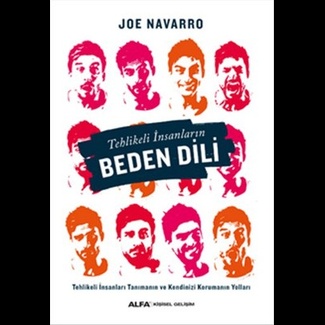 JOE NAVARRO
Tehlikeli İnsanların
BEDEN DİLİ
Tehlikeli İnsanları Tanımanın ve Kendinizi Korumanın Yolları
ALFA KİŞİSEL GELİŞİM